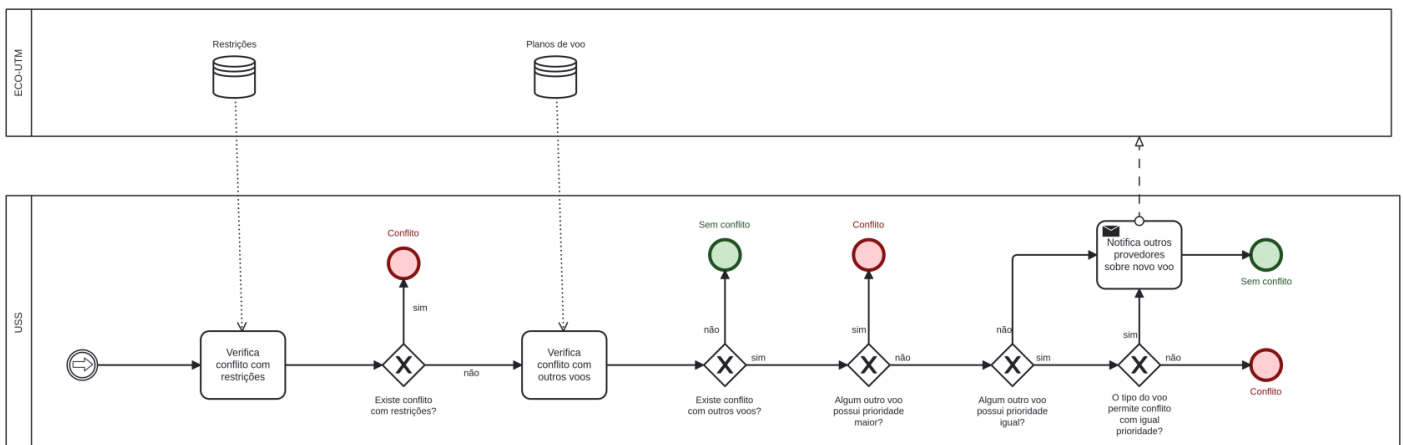 ECO-UTM
Restrições
Planos de voo
USS
Verifica
conflito com
restrições
Conflito
sim
não
Existe conflito
com restrições?
Verifica
conflito com
outros voos
Sem conflito
não
sim
Existe conflito
com outros voos?
Conflito
sim
não
Algum outro voo
possui prioridade
maior?
não
sim
Algum outro voo
possui prioridade
igual?
Notifica outros
provedores
sobre novo voo
Sem conflito
sim
não
O tipo do voo
permite conflito
com igual
prioridade?
Conflito